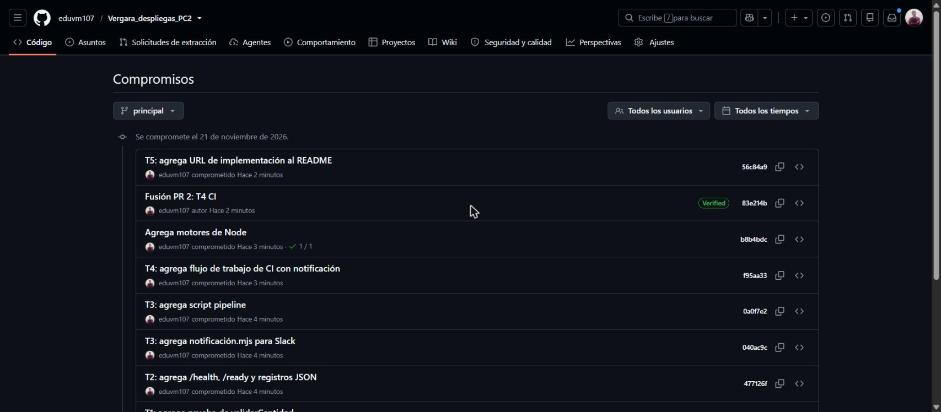 eduvm107 / Vergara_despliegas_PC2
Escribe [/]para buscar
Código Asuntos Solicitudes de extracción Agentes Comportamiento Proyectos Wiki Seguridad y calidad Perspectivas Ajustes
Compromisos
principal Todos los usuarios Todos los tiempos
Se compromete el 21 de noviembre de 2026.
T5: agrega URL de implementación al README
eduvm107 comprometido Hace 2 minutos
56c84a9
Fusión PR 2: T4 CI
eduvm107 autor Hace 2 minutos
Verified 83e214b
Agrega motores de Node
eduvm107 comprometido Hace 3 minutos · 1 / 1
b8b4bdc
T4: agrega flujo de trabajo de CI con notificación
eduvm107 comprometido Hace 3 minutos
f95aa33
T3: agrega script pipeline
eduvm107 comprometido Hace 4 minutos
0a0f7e2
T3: agrega notificación.mjs para Slack
eduvm107 comprometido Hace 4 minutos
040ac9c
T2: agrega /health, /ready y registros JSON
eduvm107 comprometido Hace 4 minutos
477126f